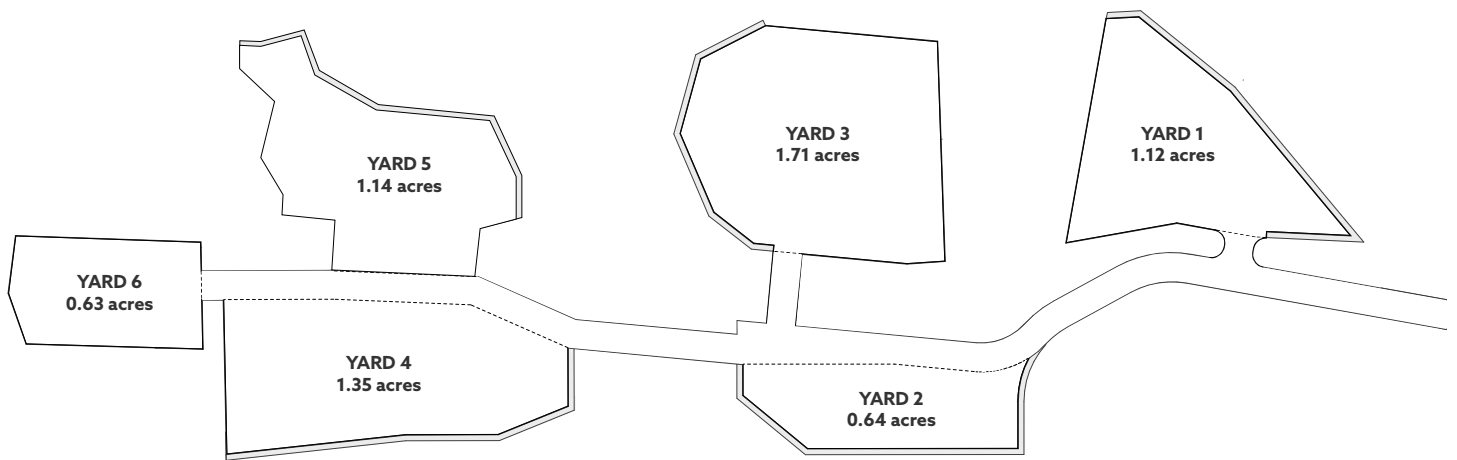 YARD 3
1.71 acres
YARD 1
1.12 acres
YARD 5
1.14 acres
YARD 6
0.63 acres
YARD 4
1.35 acres
YARD 2
0.64 acres